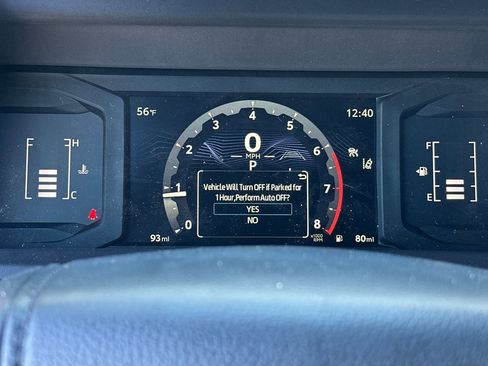 56°F
12:40
F H
F
4
3 5
2 6
1 7
0 8
0
MPH
P
Vehicle Will Turn OFF if Parked for
1 Hour,Perform Auto OFF?
YES
NO
C
E
x1000
RPM
93 mi
80 mi